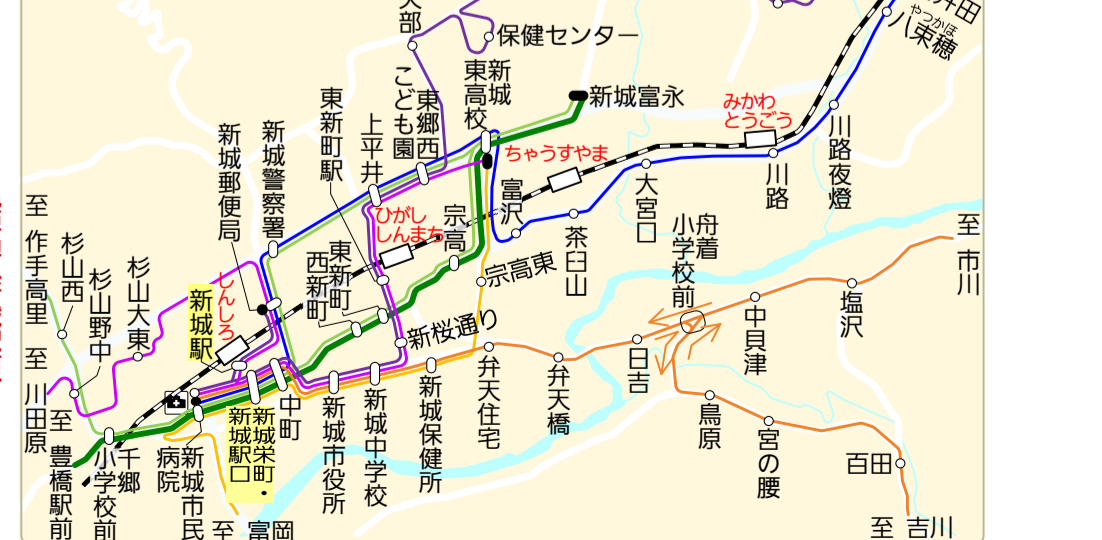 部
保健センター
八束穂
やつかほ
井田
新城
東高校
新城富永
みかわ
とうごう
川路夜燈
川路
ちゃうすやま
大宮口
舟着
小学校前
茶臼山
富沢
宗高
宗高東
東郷西
こども園
上平井
東新町駅
新城警察署
新城郵便局
ひがし
しんまち
東新町
西新町
しんしろ
新城駅
新桜通り
至 作手高里
杉山西
杉山野中
杉山大東
至 川田原
至 豊橋駅前
千郷
小学校前
新城市民
病院
新城栄町・
新城駅口
中町
新城市役所
新城中学校
新城保健所
弁天住宅
弁天橋
日吉
中貝津
塩沢
至 市川
鳥原
宮の腰
百田
至 吉川
至 富岡